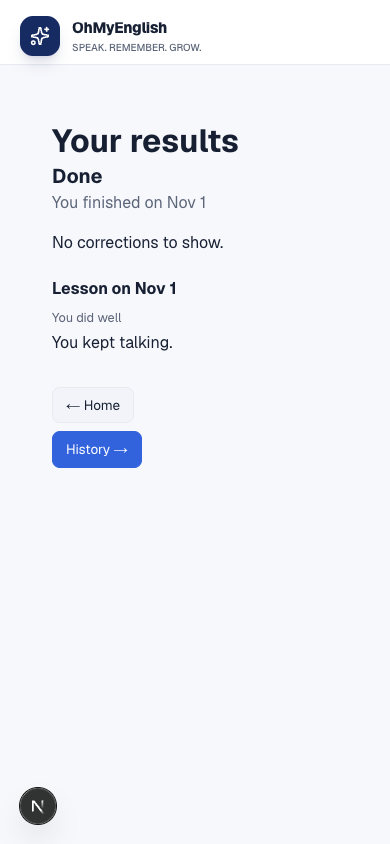 OhMyEnglish
SPEAK. REMEMBER. GROW.
Your results
Done
You finished on Nov 1
No corrections to show.
Lesson on Nov 1
You did well
You kept talking.
← Home
History →
N